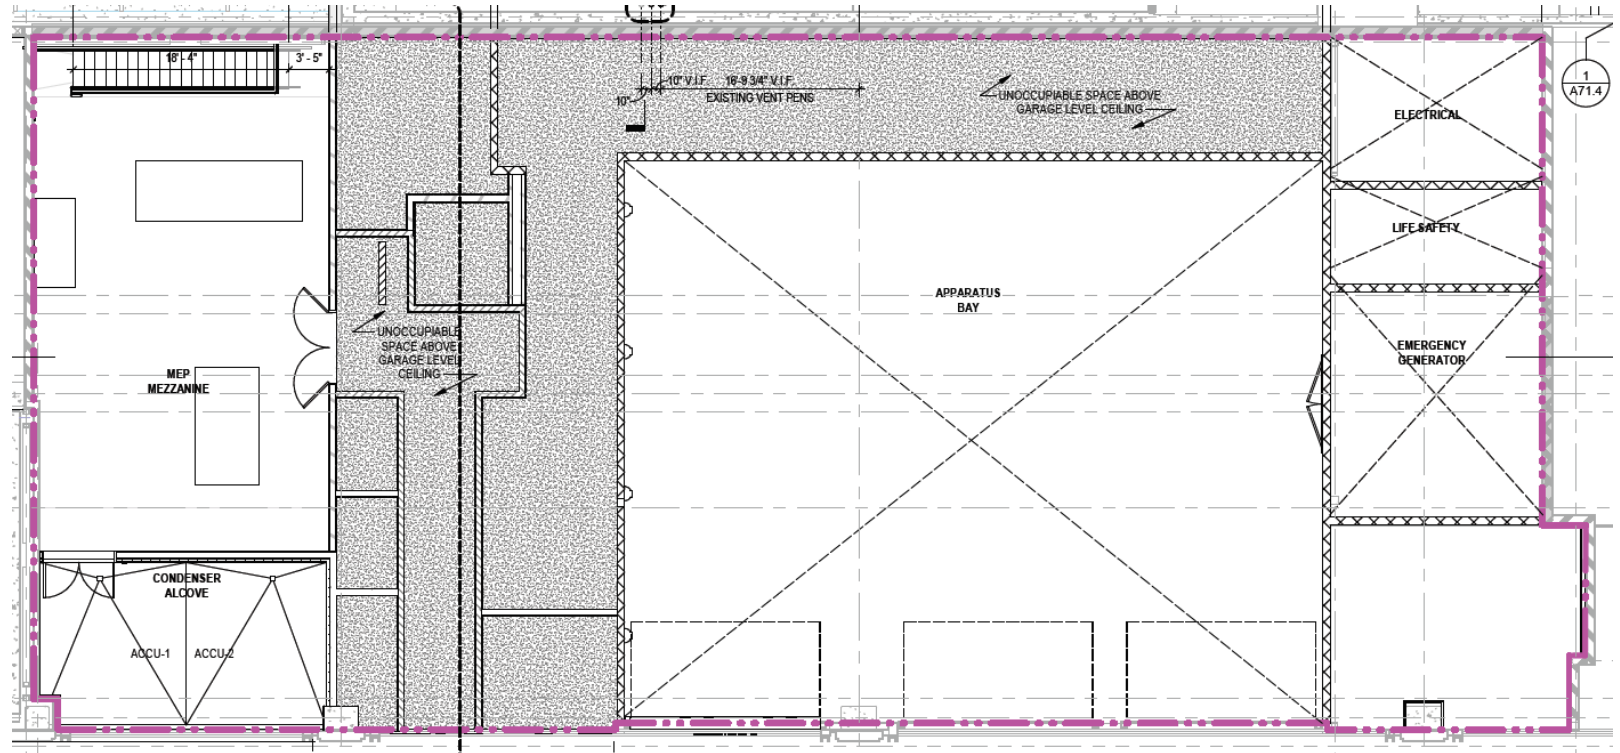 18' - 4"
3' - 5"
10" V.I.F.
16'-9 3/4" V.I.F.
EXISTING VENT PENS
10"
UNOCCUPIABLE SPACE ABOVE
GARAGE LEVEL CEILING
1
A71.4
ELECTRICAL
LIFE SAFETY
APPARATUS
BAY
UNOCCUPIABLE
SPACE ABOVE
GARAGE LEVEL
CEILING
EMERGENCY
GENERATOR
MEP
MEZZANINE
CONDENSER
ALCOVE
ACCU-1
ACCU-2